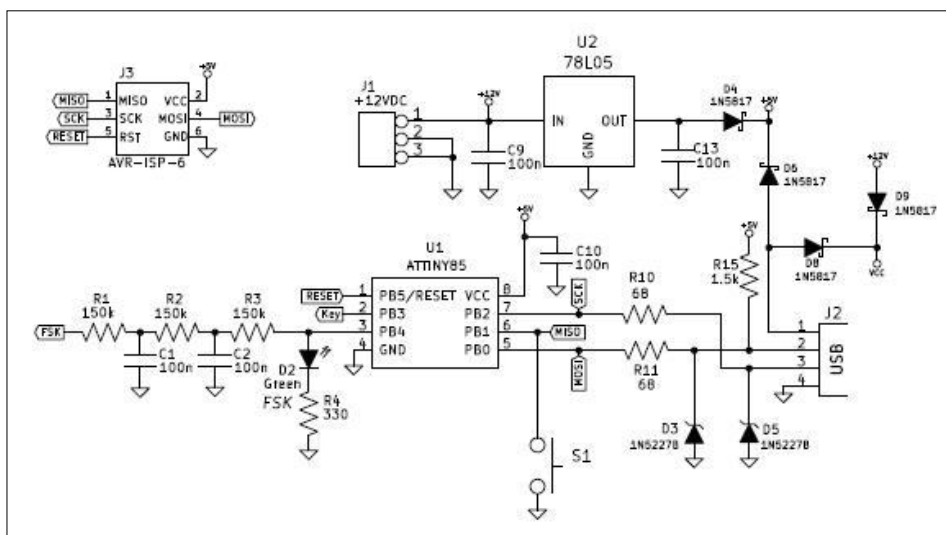 J3
+5V
MISO
1
MISO
VCC
2
SCK
3
SCK
MOSI
4
MOSI
RESET
5
RST
GND
6
AVR-ISP-6
J1
+12VDC
1
2
3
+12V
C9
100n
U2
78L05
IN
OUT
GND
C13
100n
D4
1N5817
+5V
D6
1N5817
+12V
D9
1N5817
D8
1N5817
VCC
+5V
R15
1.5k
+5V
C10
100n
U1
ATTINY85
RESET
1
PB5/RESET
VCC
8
Key
2
PB3
PB2
7
SCK
3
PB4
PB1
6
MISO
4
GND
PB0
5
MOSI
R10
68
R11
68
FSK
R1
150k
R2
150k
R3
150k
C1
100n
C2
100n
D2
Green
FSK
R4
330
S1
D3
1N5227B
D5
1N5227B
J2
1
2
3
4
USB